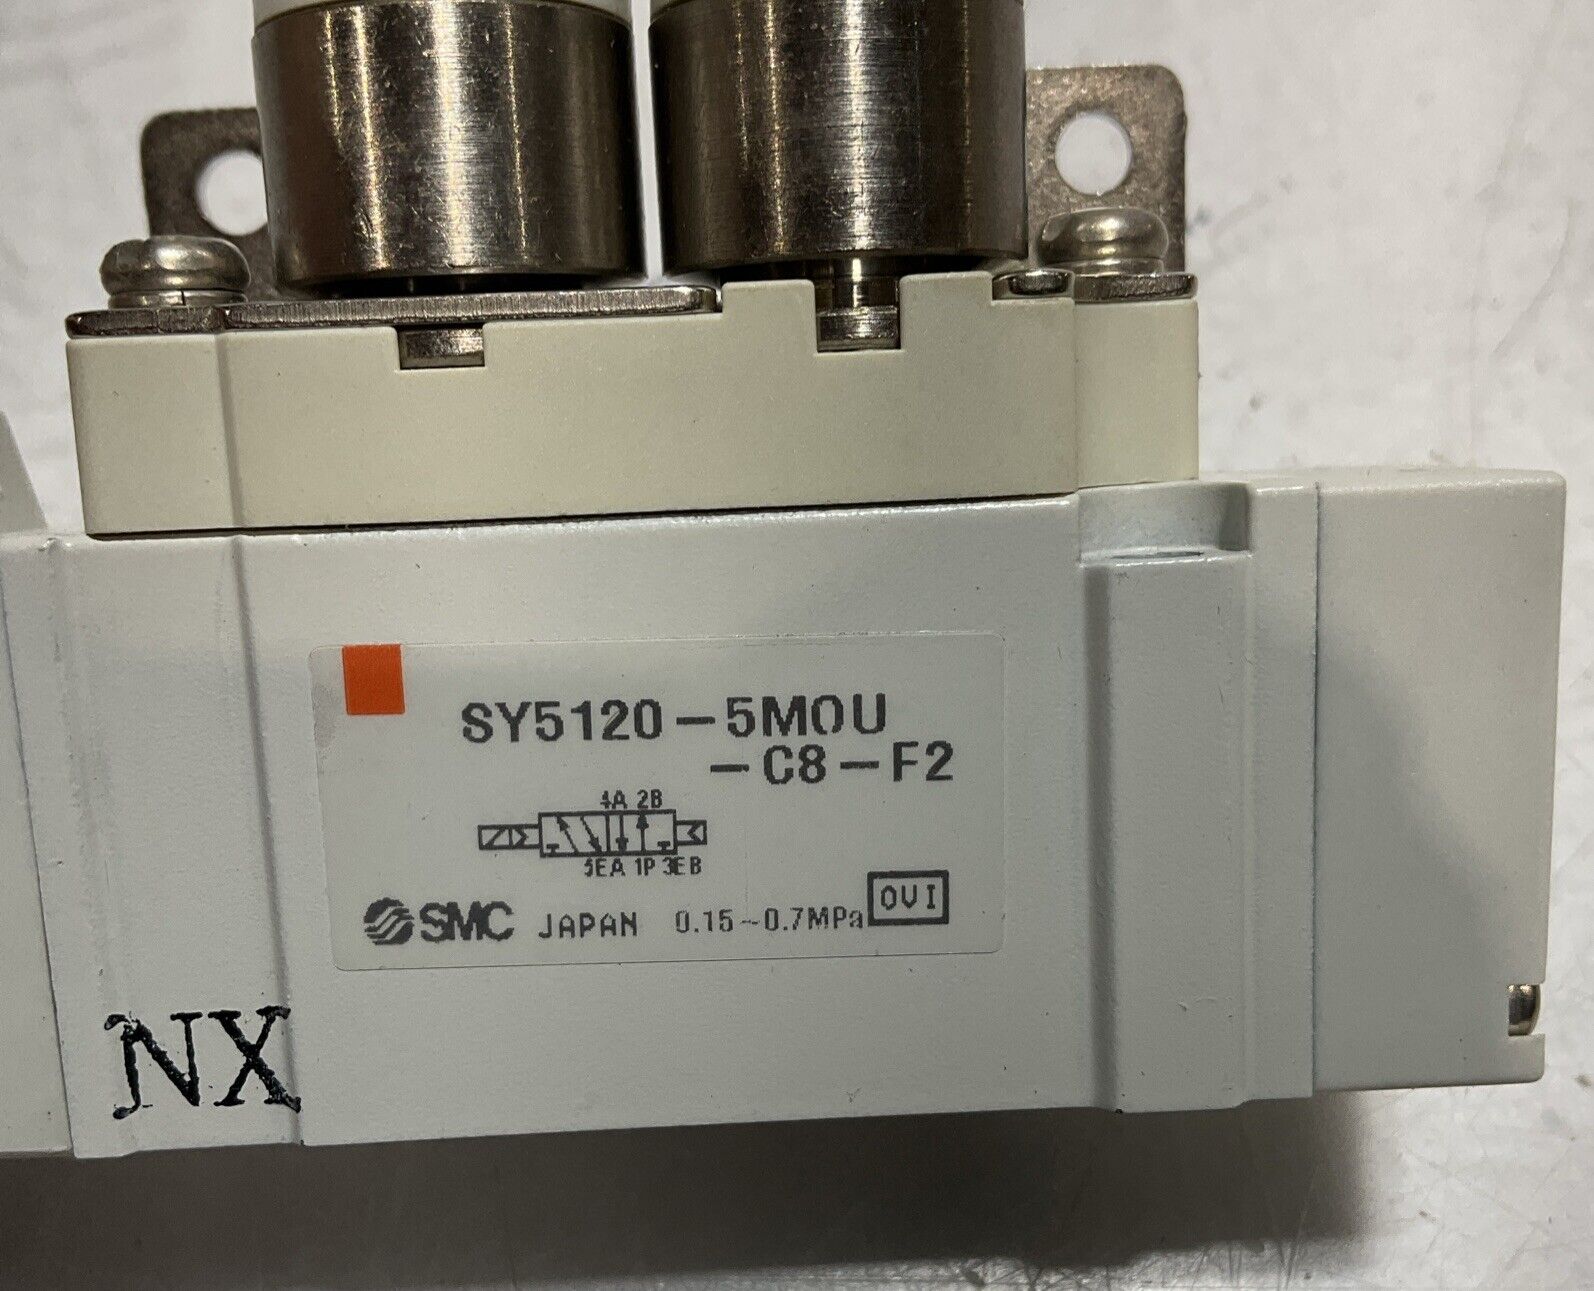 SY5120-5MOU
-C8-F2
4A 2B
5EA 1P 3EB
SMC JAPAN 0.15~0.7MPa OVI
NX